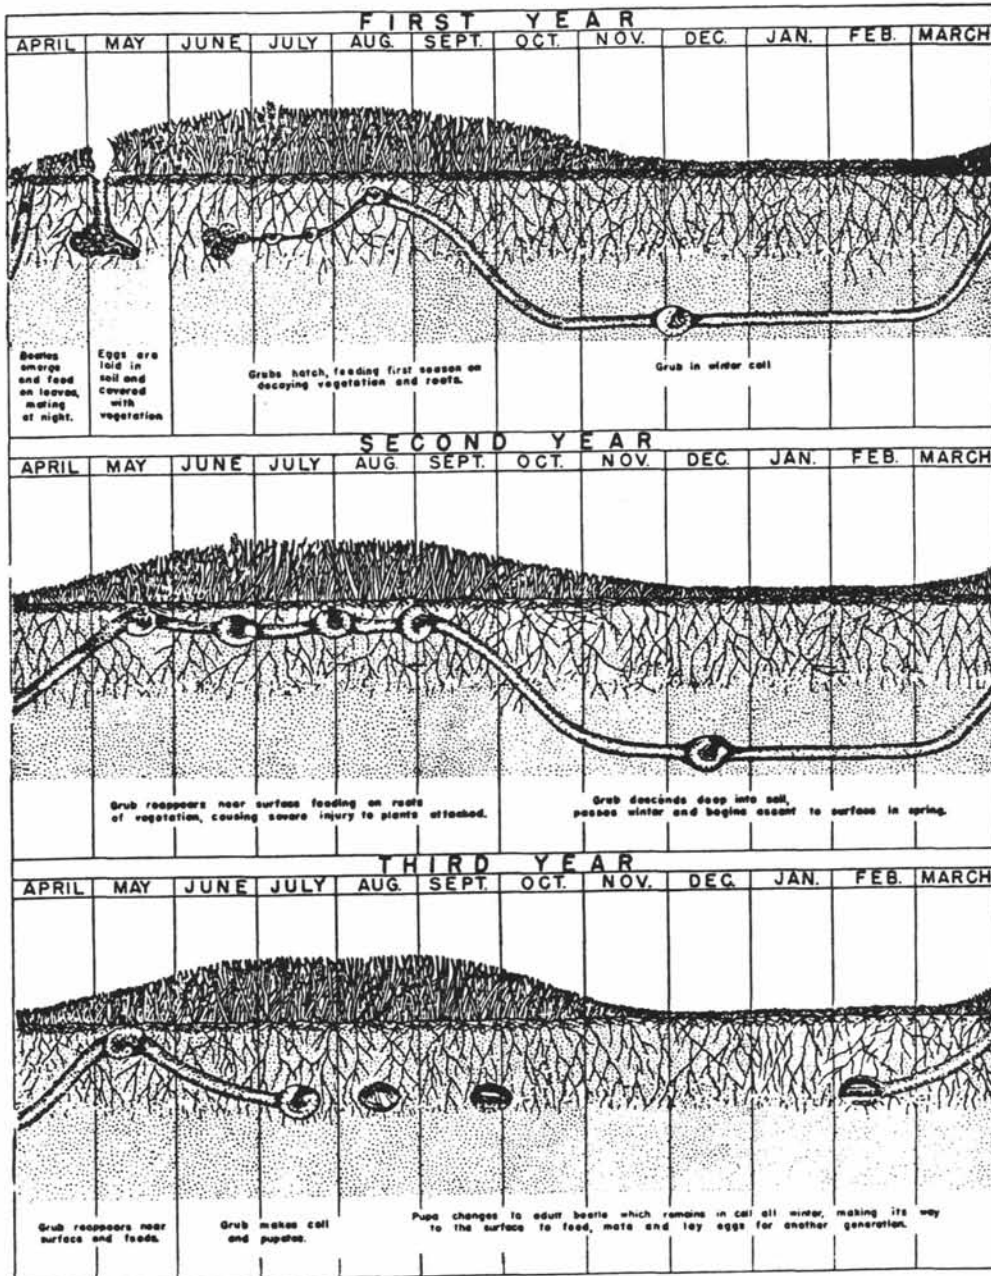 FIRST YEAR
APRIL MAY JUNE JULY AUG. SEPT. OCT. NOV. DEC. JAN. FEB. MARCH
Beetles
emerge
and feed
on leaves,
mating
at night.
Eggs are
laid in
soil and
covered
with
vegetation
Grubs hatch, feeding first season on
decaying vegetation and roots.
Grub in winter cell
SECOND YEAR
APRIL MAY JUNE JULY AUG. SEPT. OCT. NOV. DEC. JAN. FEB. MARCH
Grub reappears near surface feeding on roots
of vegetation, causing severe injury to plants attached.
Grub descends deep into soil,
passes winter and begins assent to surface in spring.
THIRD YEAR
APRIL MAY JUNE JULY AUG. SEPT. OCT. NOV. DEC. JAN. FEB. MARCH
Grub reappears near
surface and feeds.
Grub makes cell
and pupates.
Pupa changes to adult beetle which remains in cell all winter, making its way
to the surface to feed, mate and lay eggs for another generation.